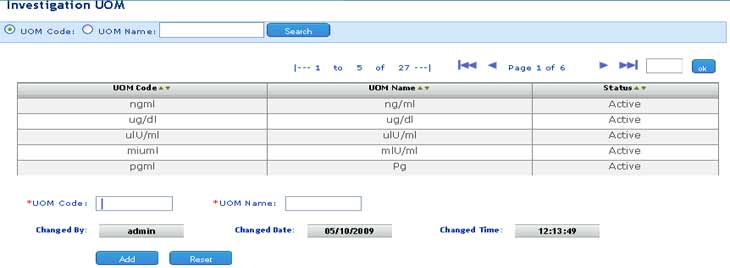 Investigation UOM
UOM Code: UOM Name: Search
|--- 1 to 5 of 27 ---| Page 1 of 6 ok
UOM Code UOM Name Status
ngml ng/ml Active
ug/dl ug/dl Active
uIU/ml uIU/ml Active
miuml mIU/ml Active
pgml Pg Active
*UOM Code: *UOM Name:
Changed By: admin Changed Date: 05/10/2009 Changed Time: 12:13:49
Add Reset